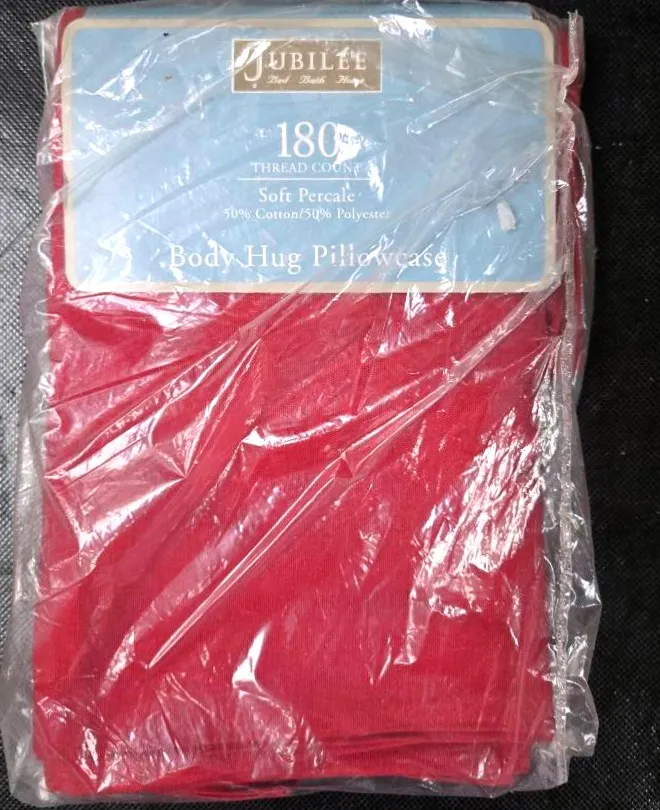 JUBILEE
Bed Bath Home
180
THREAD COUNT
Soft Percale
50% Cotton/50% Polyester
Body Hug Pillowcase